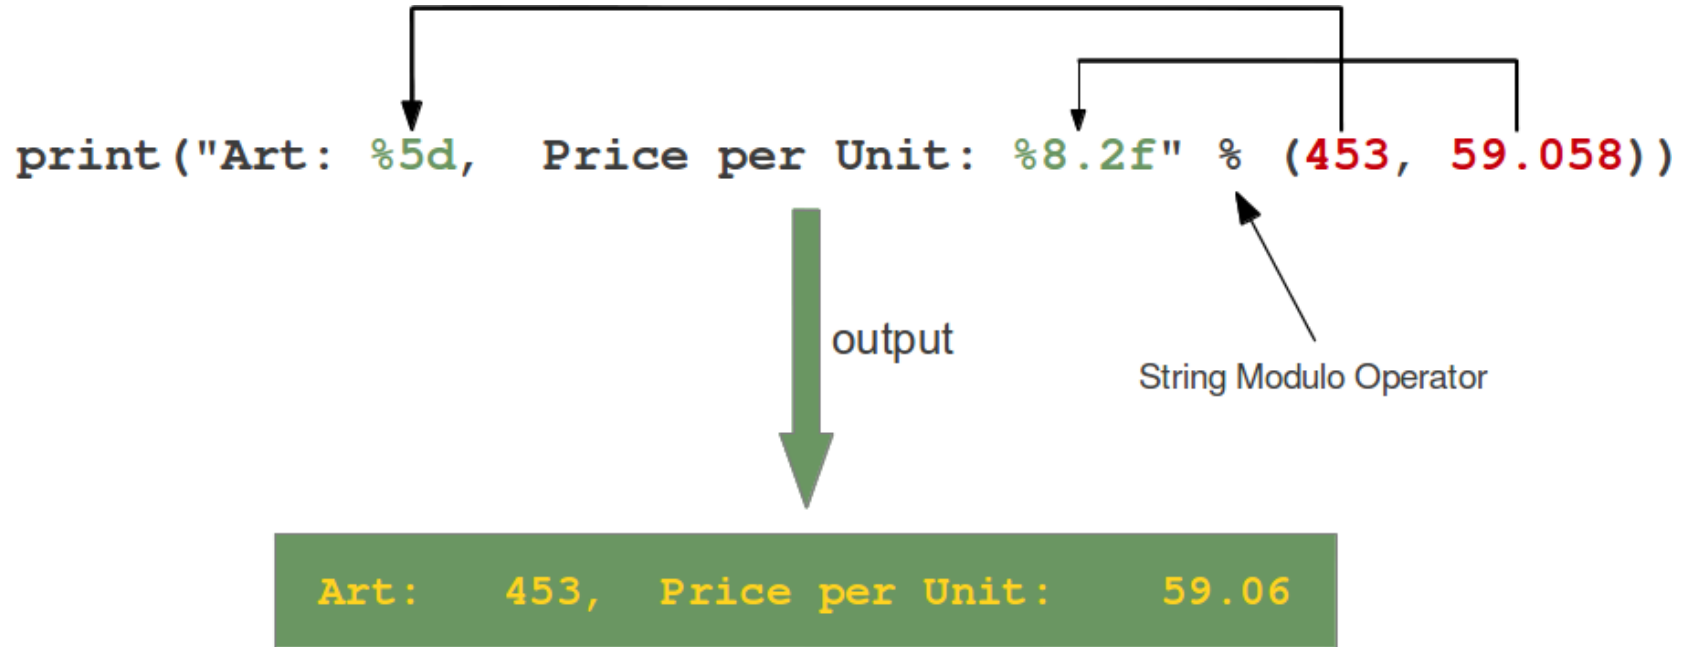 print("Art: %5d,  Price per Unit: %8.2f" % (453, 59.058))
output
String Modulo Operator
Art:   453,  Price per Unit:    59.06